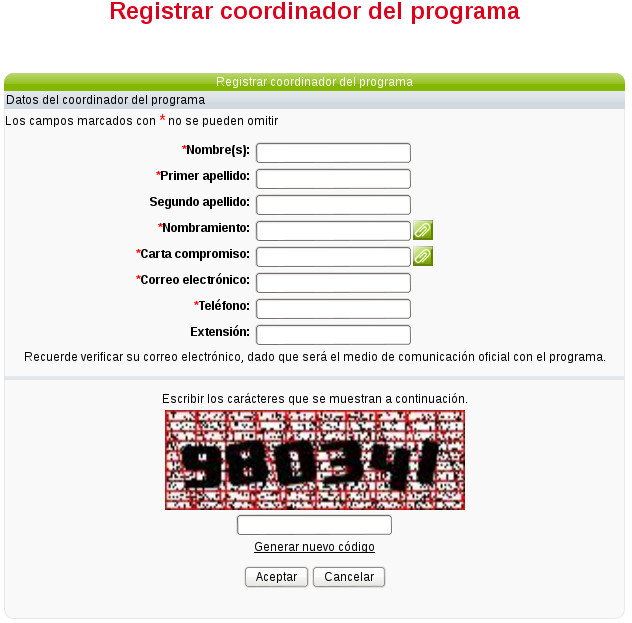 Registrar coordinador del programa
Registrar coordinador del programa
Datos del coordinador del programa
Los campos marcados con * no se pueden omitir
*Nombre(s):
*Primer apellido:
Segundo apellido:
*Nombramiento:
*Carta compromiso:
*Correo electrónico:
*Teléfono:
Extensión:
Recuerde verificar su correo electrónico, dado que será el medio de comunicación oficial con el programa.
Escribir los carácteres que se muestran a continuación.
980341
Generar nuevo código
Aceptar Cancelar